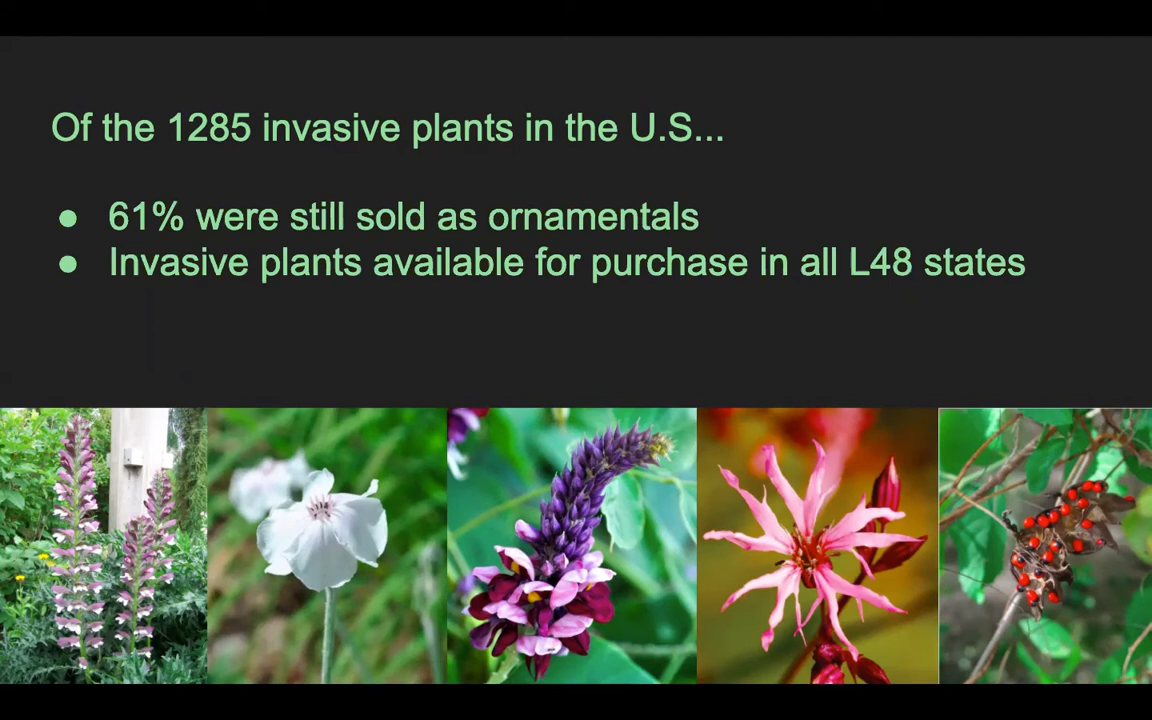 Of the 1285 invasive plants in the U.S...
● 61% were still sold as ornamentals
● Invasive plants available for purchase in all L48 states